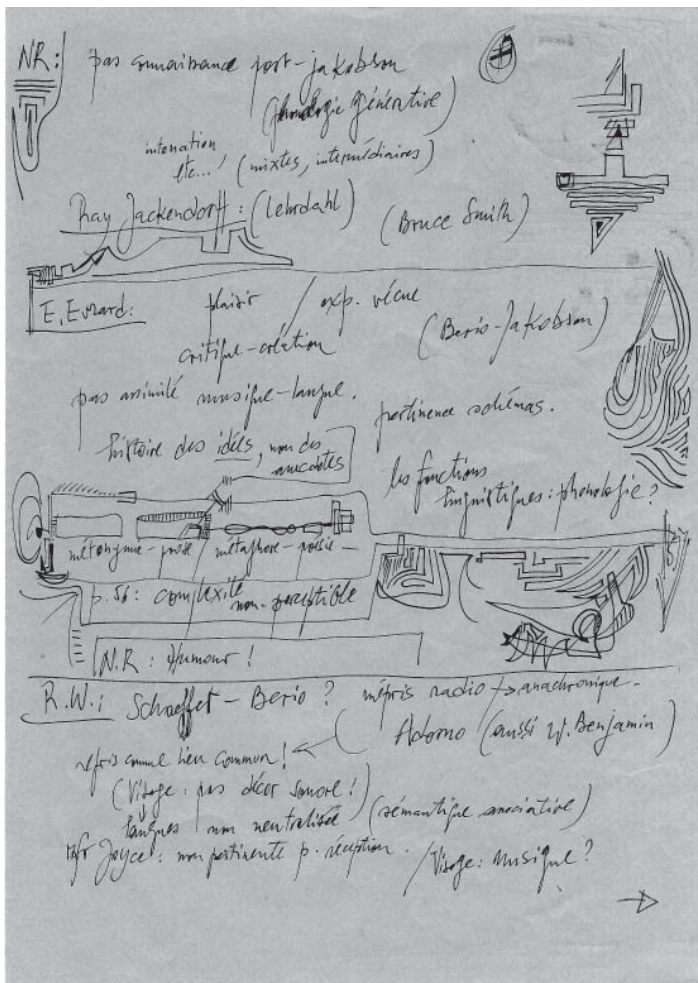 NR: pas connaissance post-jakobson
(phonologie générative)
intonation
etc... (mixtes, intermédiaires)
Ray Jackendorff: (Lehrdahl)
(Bruce Smith)
E. Evrard: plaisir / exp. vécue
critique-création
(Berio-Jakobson)
pas assimilé musique-langue.
pertinence schémas.
histoire des idées, non des
anecdotes
les fonctions
linguistiques: phonologie?
métonymie-prose / métaphore-poésie-
p. 56: complexité
non-perceptible
N.R: Humour!
R.W.: Schaeffer-Berio? mépris radio → anachronique-
Adorno (aussi W. Benjamin)
repris comme lieu commun!
(Visage: pas décor sonore!)
langues non neutralisée (sémantique associative)
Joyce: non pertinente p. réception. / Visage: musique?